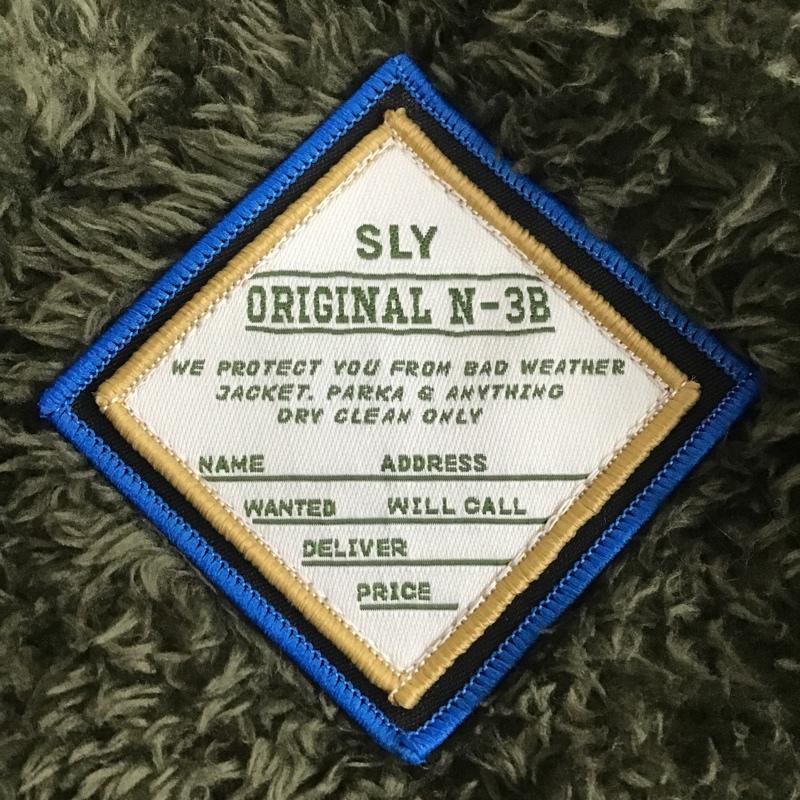 SLY
ORIGINAL N-3B
WE PROTECT YOU FROM BAD WEATHER
JACKET. PARKA & ANYTHING
DRY CLEAN ONLY
NAME ADDRESS
WANTED WILL CALL
DELIVER
PRICE